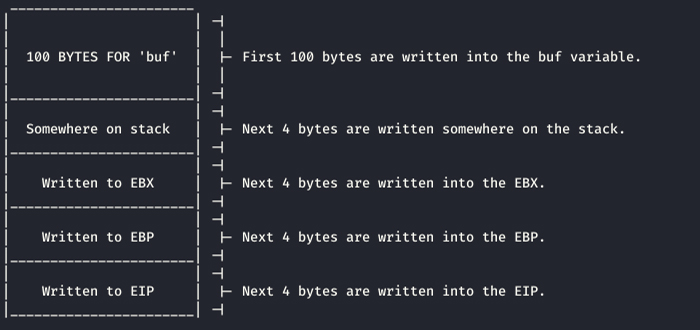 100 BYTES FOR 'buf' First 100 bytes are written into the buf variable.
Somewhere on stack Next 4 bytes are written somewhere on the stack.
Written to EBX Next 4 bytes are written into the EBX.
Written to EBP Next 4 bytes are written into the EBP.
Written to EIP Next 4 bytes are written into the EIP.